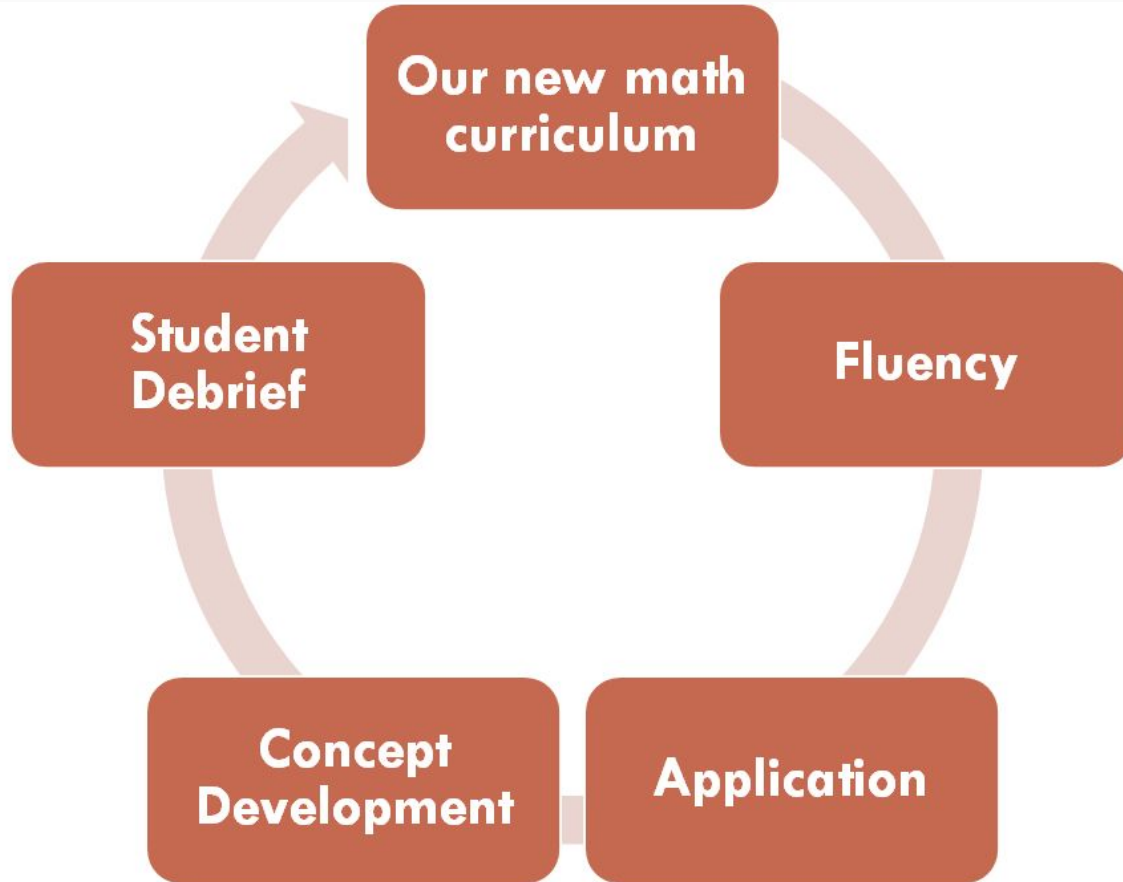 Our new math
curriculum
Fluency
Application
Concept
Development
Student
Debrief